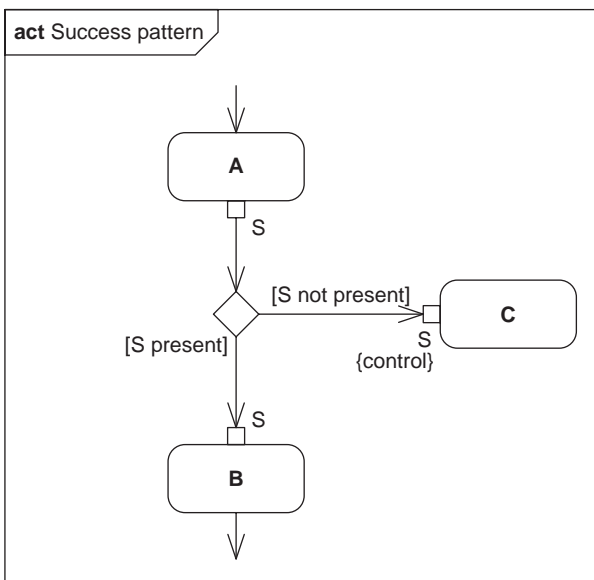 act Success pattern
A
S
[S not present]
C
S
{control}
[S present]
S
B